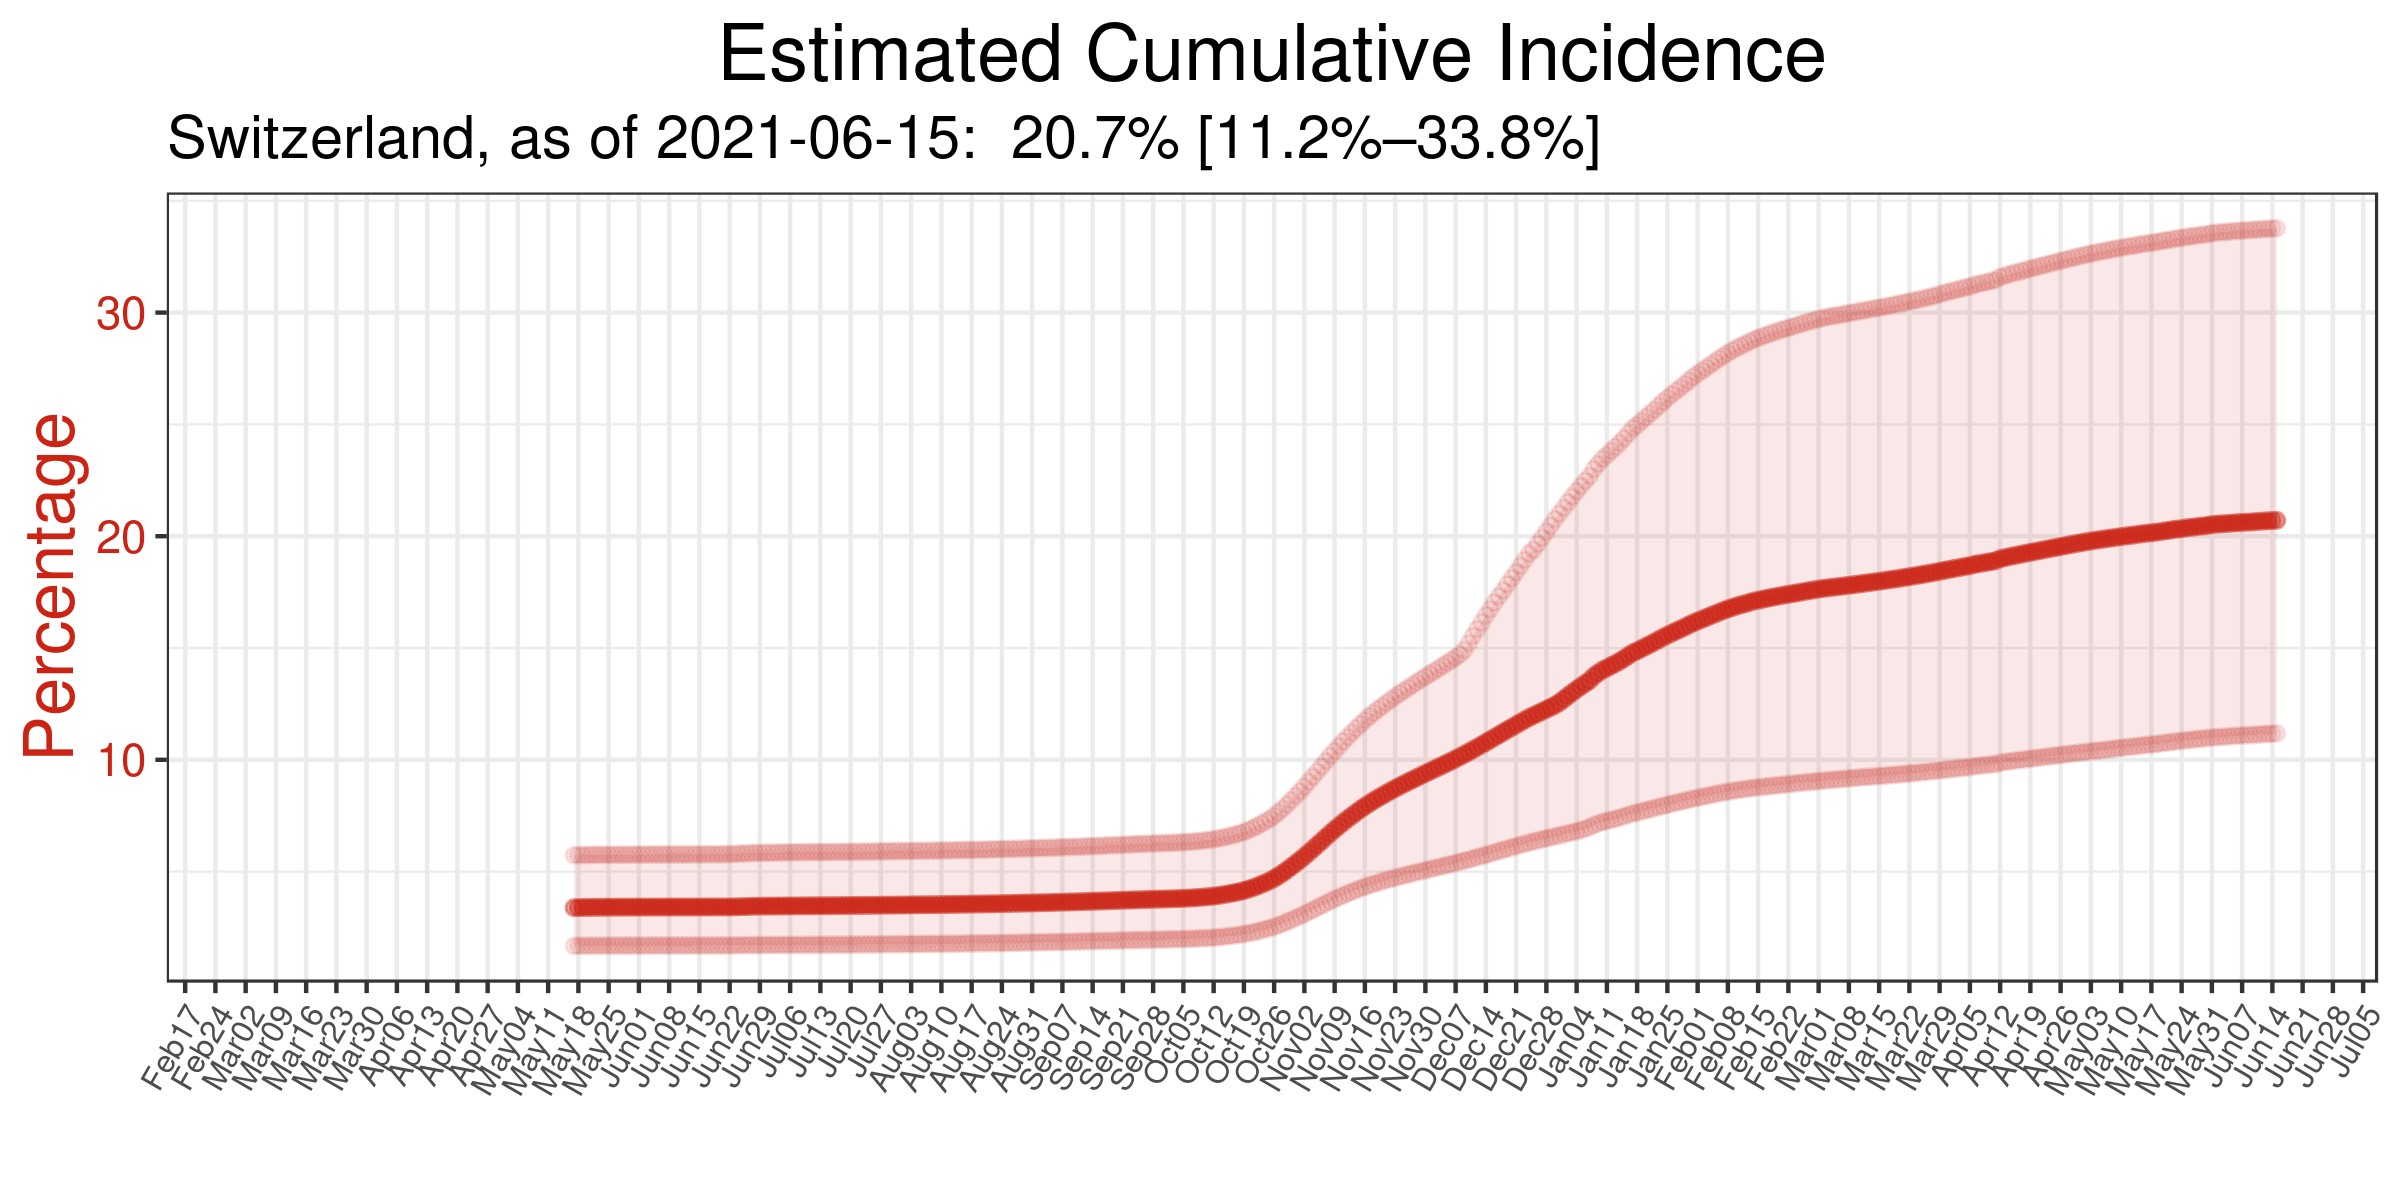 Estimated Cumulative Incidence
Switzerland, as of 2021-06-15:  20.7% [11.2%–33.8%]
Percentage
30
20
10
Feb17
Feb24
Mar02
Mar09
Mar16
Mar23
Mar30
Apr06
Apr13
Apr20
Apr27
May04
May11
May18
May25
Jun01
Jun08
Jun15
Jun22
Jun29
Jul06
Jul13
Jul20
Jul27
Aug03
Aug10
Aug17
Aug24
Aug31
Sep07
Sep14
Sep21
Sep28
Oct05
Oct12
Oct19
Oct26
Nov02
Nov09
Nov16
Nov23
Nov30
Dec07
Dec14
Dec21
Dec28
Jan04
Jan11
Jan18
Jan25
Feb01
Feb08
Feb15
Feb22
Mar01
Mar08
Mar15
Mar22
Mar29
Apr05
Apr12
Apr19
Apr26
May03
May10
May17
May24
May31
Jun07
Jun14
Jun21
Jun28
Jul05